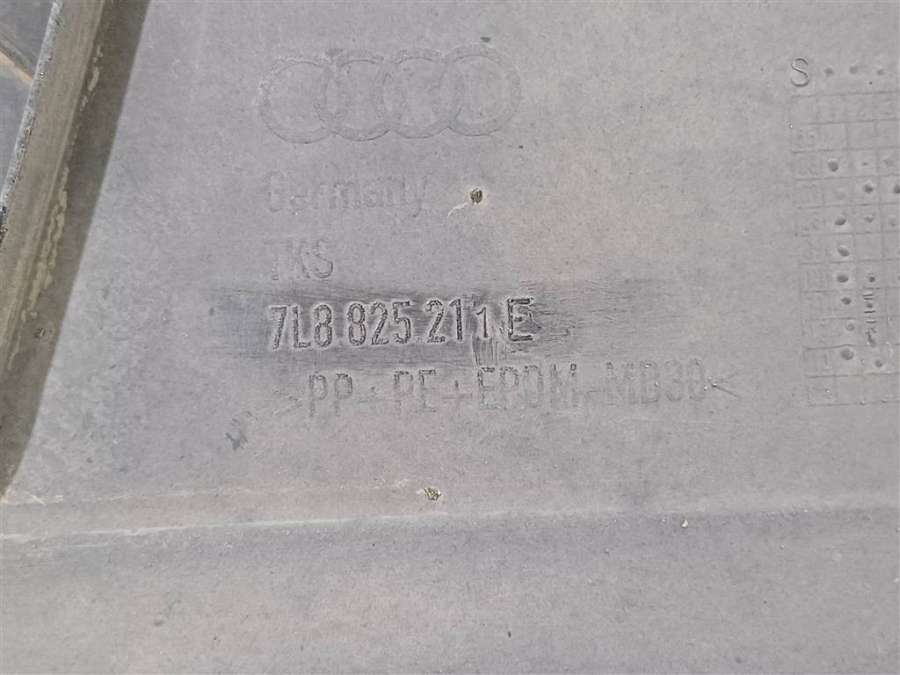 Germany
TKS
7L8 825 211 E
>PP+PE+EPDM-MD30<
S